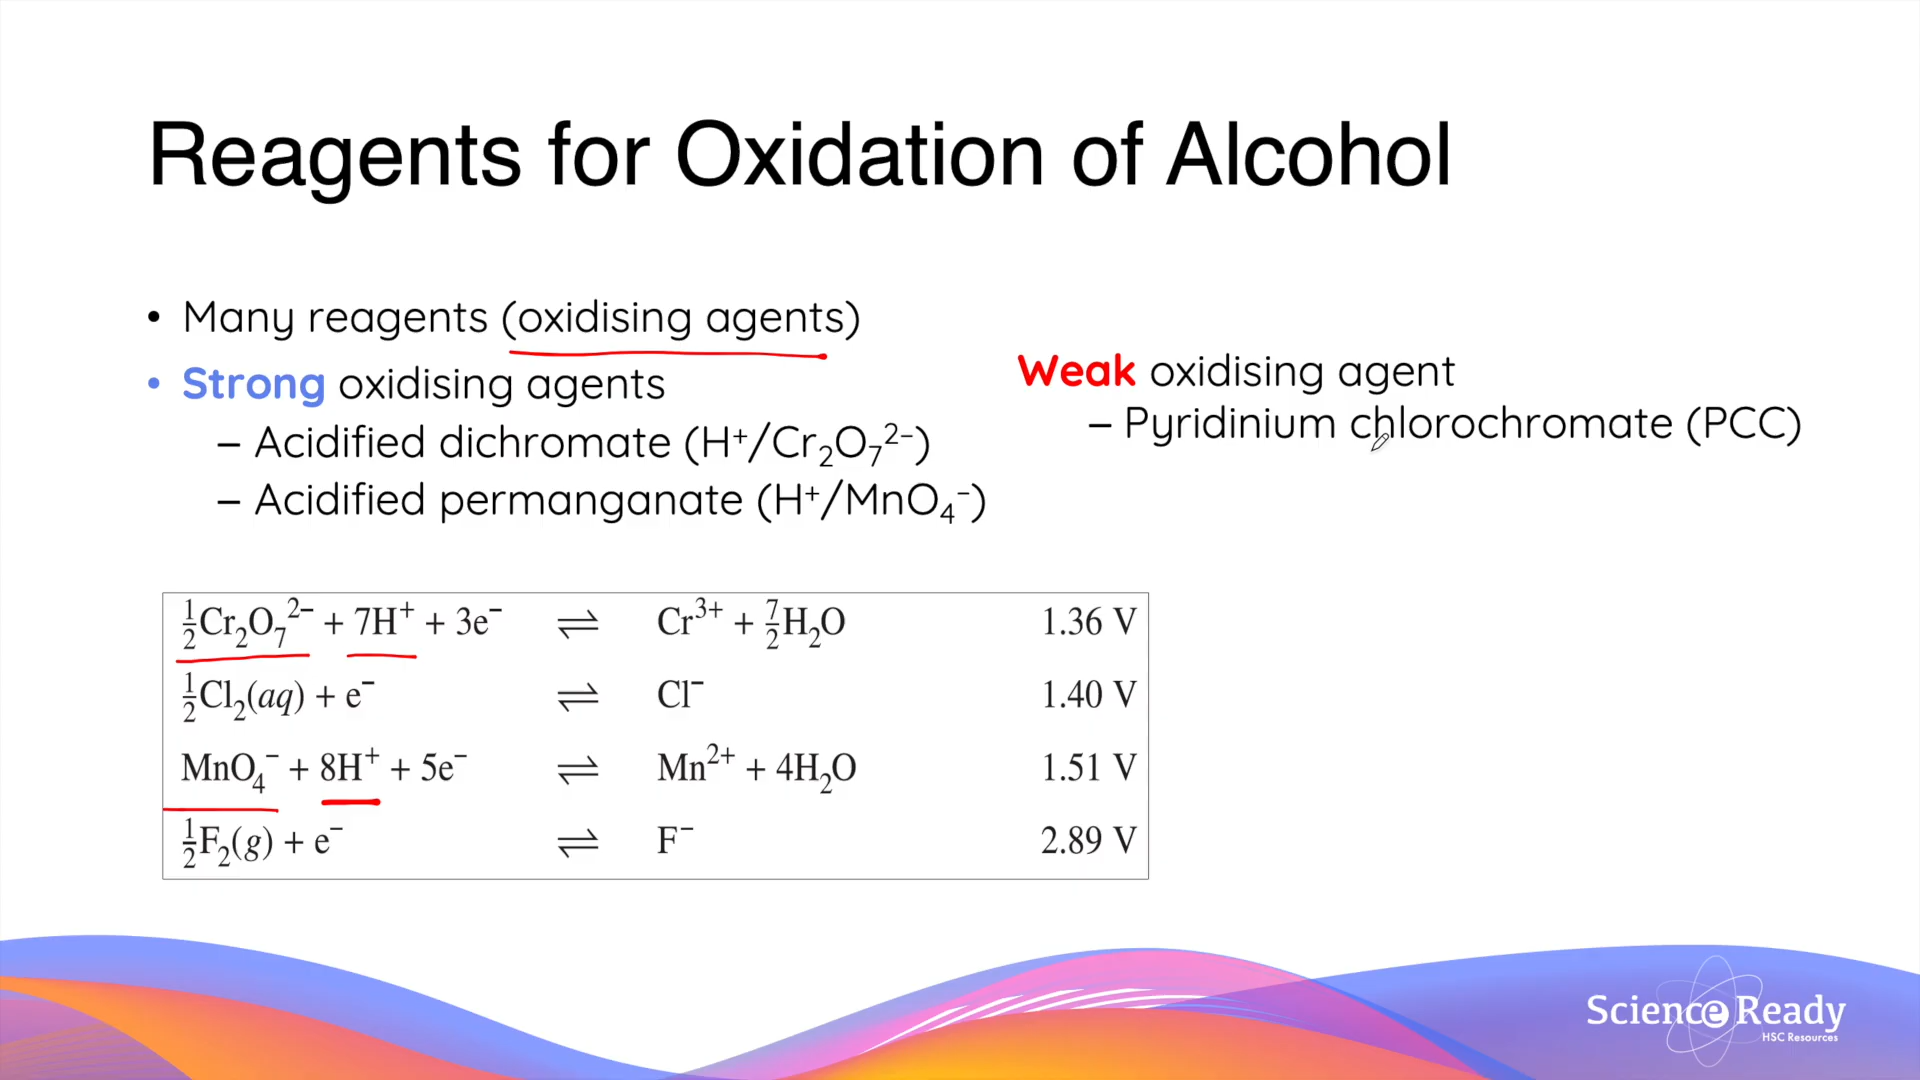 Reagents for Oxidation of Alcohol
• Many reagents (oxidising agents)
• Strong oxidising agents
– Acidified dichromate (H⁺/Cr₂O₇²⁻)
– Acidified permanganate (H⁺/MnO₄⁻)
Weak oxidising agent
– Pyridinium chlorochromate (PCC)
½Cr₂O₇²⁻ + 7H⁺ + 3e⁻ ⇌ Cr³⁺ + 7/2H₂O 1.36 V
½Cl₂(aq) + e⁻ ⇌ Cl⁻ 1.40 V
MnO₄⁻ + 8H⁺ + 5e⁻ ⇌ Mn²⁺ + 4H₂O 1.51 V
½F₂(g) + e⁻ ⇌ F⁻ 2.89 V
Science Ready
HSC Resources